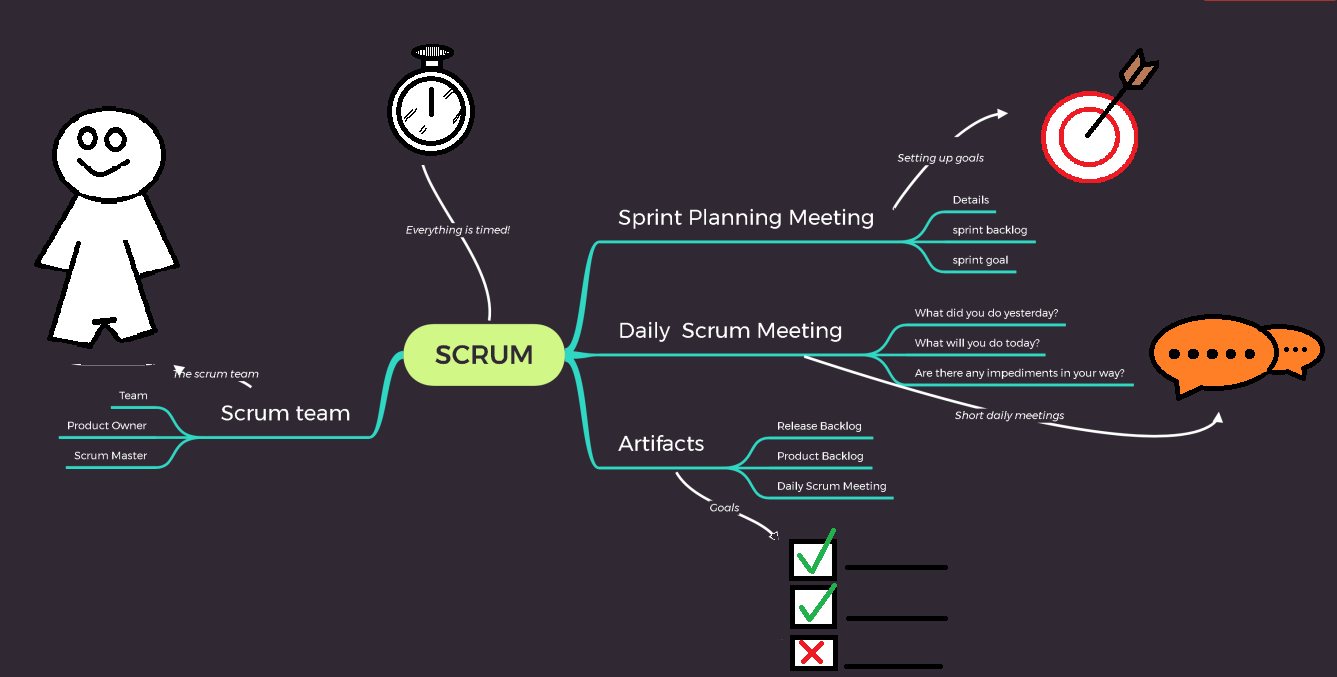 Everything is timed!
Setting up goals
Sprint Planning Meeting
Details
sprint backlog
sprint goal
SCRUM
Daily  Scrum Meeting
What did you do yesterday?
What will you do today?
Are there any impediments in your way?
Short daily meetings
The scrum team
Scrum team
Team
Product Owner
Scrum Master
Artifacts
Release Backlog
Product Backlog
Daily Scrum Meeting
Goals